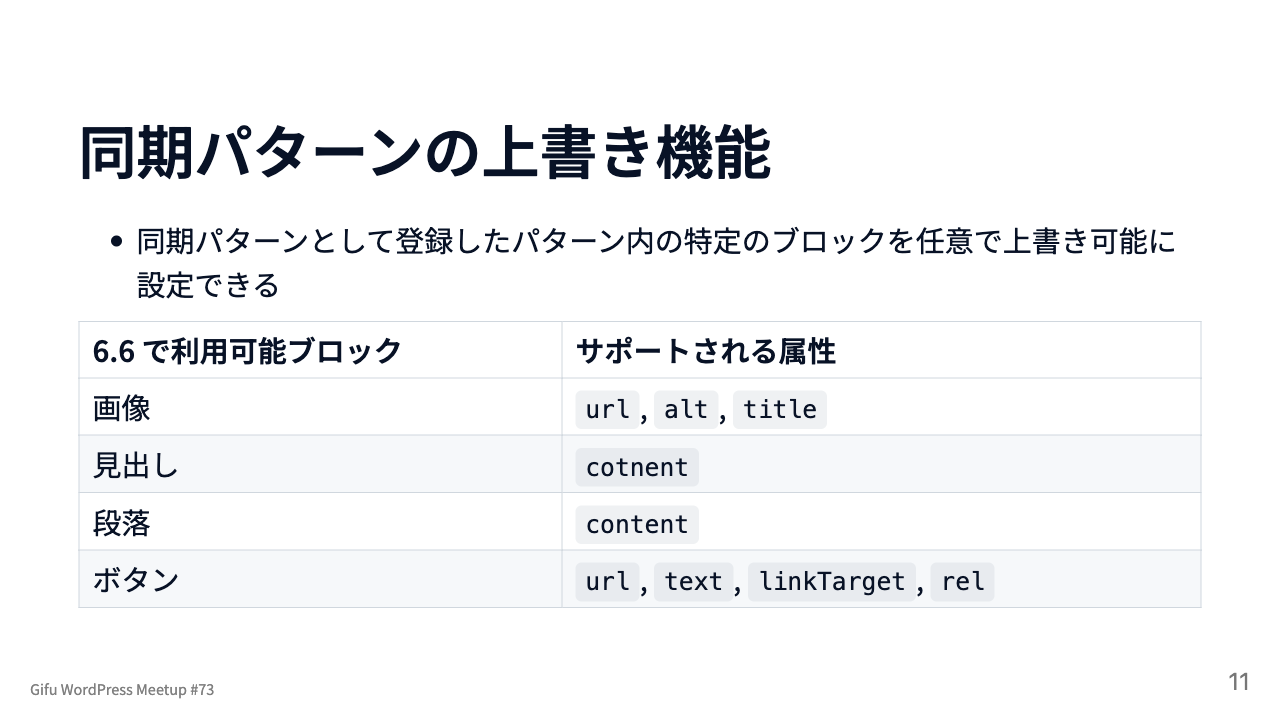 同期パターンの上書き機能
• 同期パターンとして登録したパターン内の特定のブロックを任意で上書き可能に
設定できる
6.6 で利用可能ブロック サポートされる属性
画像 url, alt, title
見出し cotnent
段落 content
ボタン url, text, linkTarget, rel
Gifu WordPress Meetup #73
11